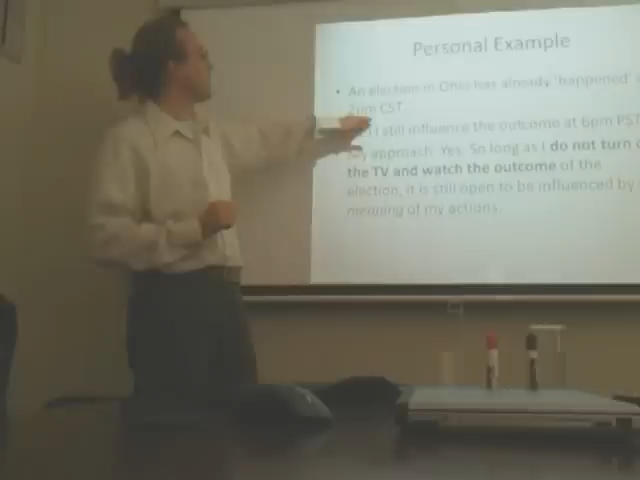 Personal Example
• An election in Ohio has already 'happened'
2pm CST.
I still influence the outcome at 6pm PST
approach: Yes. So long as I do not turn
the TV and watch the outcome of the
election, it is still open to be influenced by
meaning of my actions.